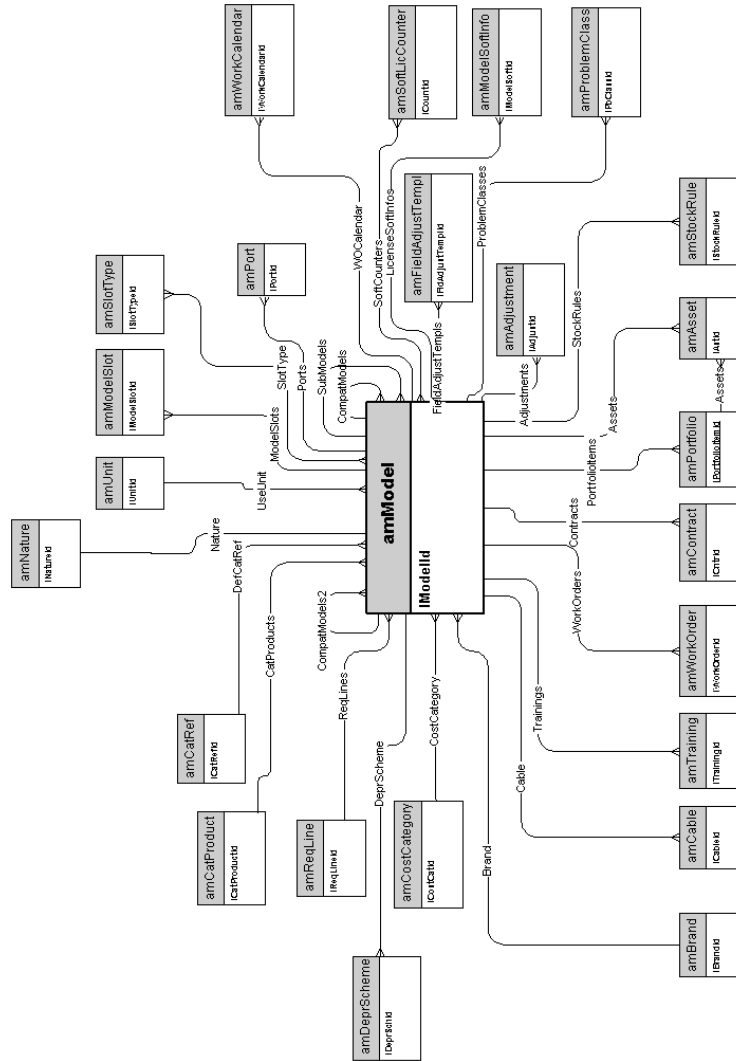 amWorkCalendar
lWorkCalendarId
amSoftLicCounter
lCountId
amModelSoftInfo
lModelSoftId
amProblemClass
lPbClassId
amSlotType
lSlotTypeId
amPort
lPortId
amFieldAdjustTempl
lFldAdjustTemplId
amAdjustment
lAdjustId
amStockRule
lStockRuleId
amModelSlot
lModelSlotId
amUnit
lUnitId
amNature
lNatureId
amAsset
lAstId
amPortfolio
lPortfolioItemId
amContract
lCntrId
amWorkOrder
lWorkOrderId
amTraining
lTrainingId
amCable
lCableId
amBrand
lBrandId
amCatRef
lCatRefId
amCatProduct
lCatProductId
amReqLine
lReqLineId
amCostCategory
lCostCatId
amDeprScheme
lDeprSchId
amModel
lModelId
WOCalendar
SoftCounters
LicenseSoftInfos
ProblemClasses
SlotType
Ports
SubModels
CompatModels
FieldAdjustTempls
Adjustments
StockRules
ModelSlots
UseUnit
Nature
DefCatRef
CatProducts
CompatModels2
ReqLines
DeprScheme
CostCategory
Brand
Cable
Trainings
WorkOrders
Contracts
PortfolioItems
Assets
Assets